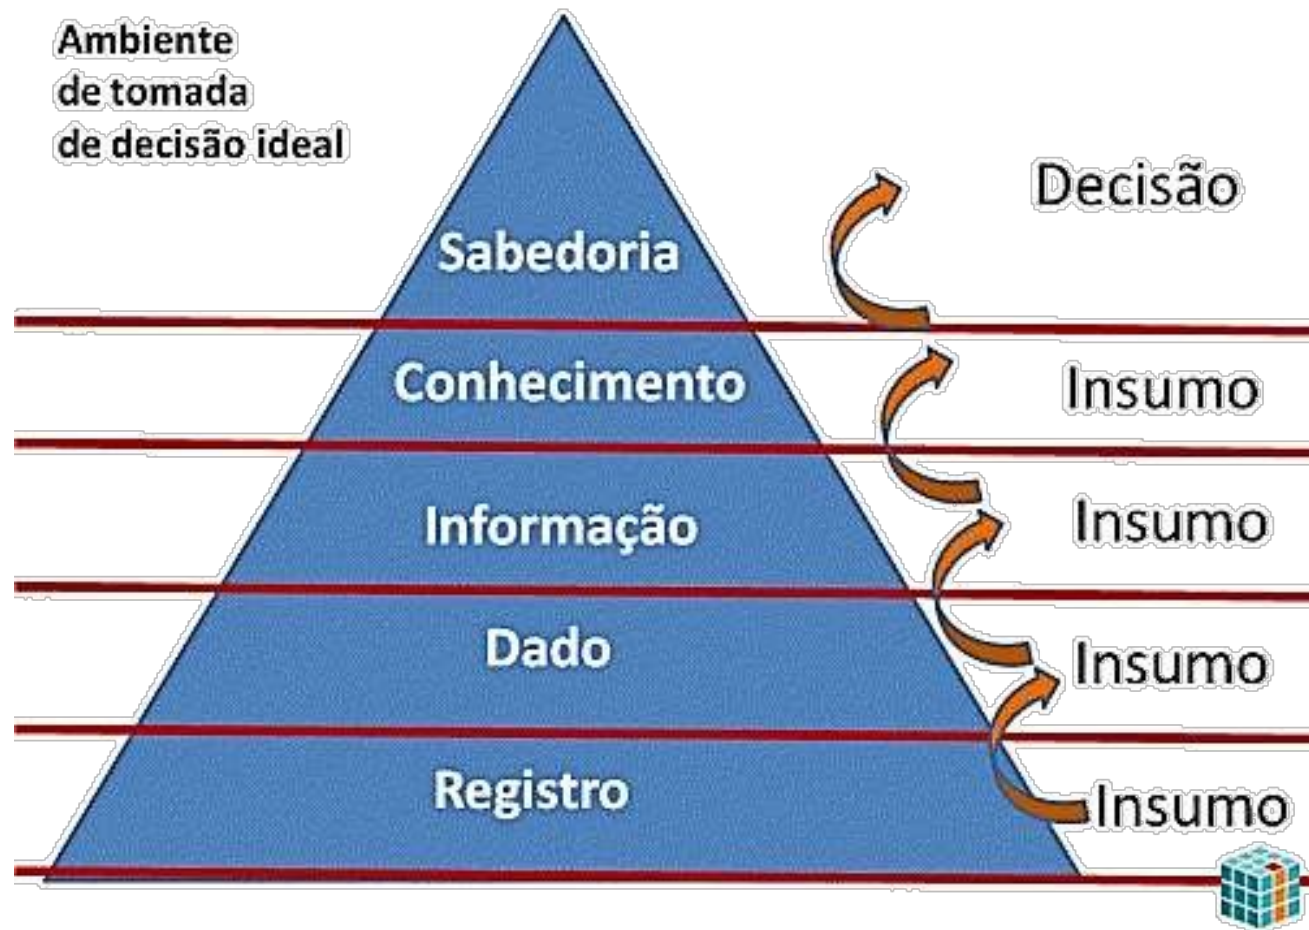 Ambiente
de tomada
de decisão ideal
Decisão
Sabedoria
Conhecimento
Insumo
Informação
Insumo
Dado
Insumo
Registro
Insumo